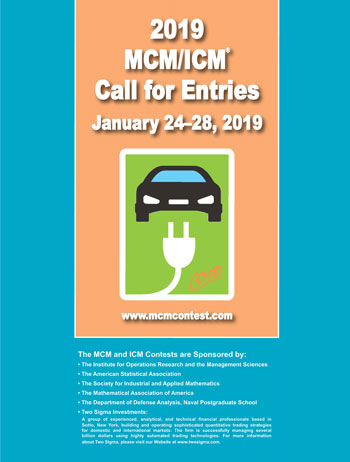 2019
MCM/ICM®
Call for Entries
January 24–28, 2019
www.mcmcontest.com
The MCM and ICM Contests are Sponsored by:
• The Institute for Operations Research and the Management Sciences
• The American Statistical Association
• The Society for Industrial and Applied Mathematics
• The Mathematical Association of America
• The Department of Defense Analysis, Naval Postgraduate School
• Two Sigma Investments:
A group of experienced, analytical, and technical financial professionals based in
SoHo, New York, building and operating sophisticated quantitative trading strategies
for domestic and international markets. The firm is successfully managing several
billion dollars using highly automated trading technologies. For more information
about Two Sigma, please visit our Website at www.twosigma.com.